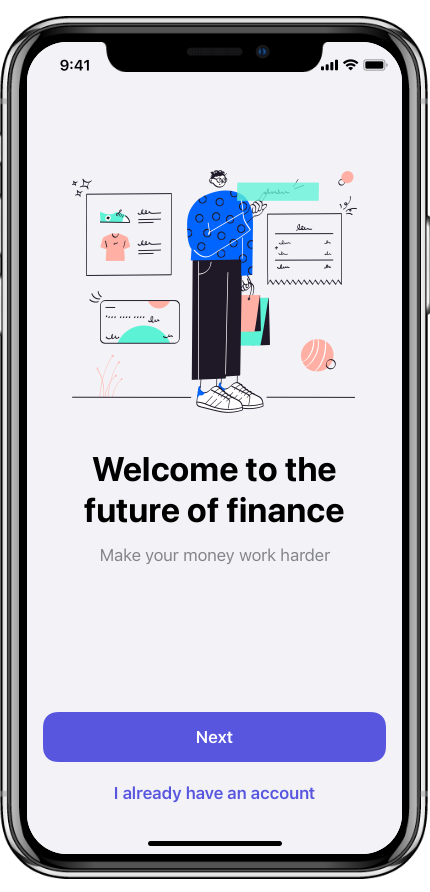 9:41
Welcome to the
future of finance
Make your money work harder
Next
I already have an account